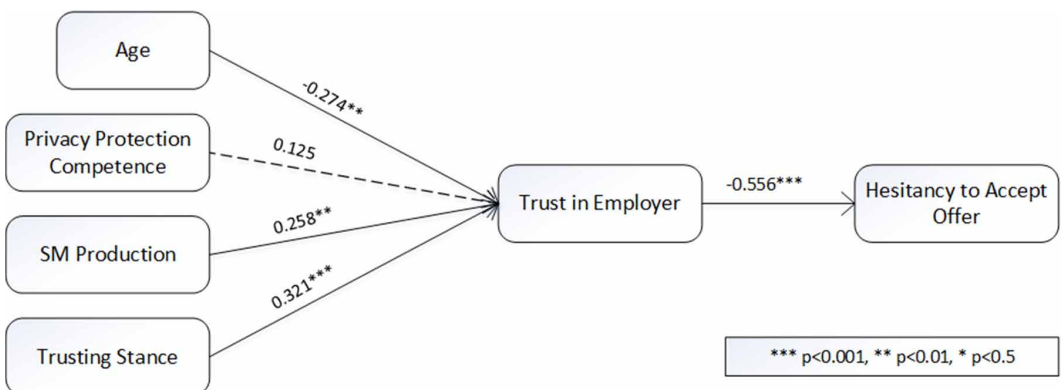 Age
-0.274**
Privacy Protection
Competence
0.125
Trust in Employer
-0.556***
Hesitancy to Accept
Offer
SM Production
0.258**
Trusting Stance
0.321***
*** p<0.001, ** p<0.01, * p<0.5